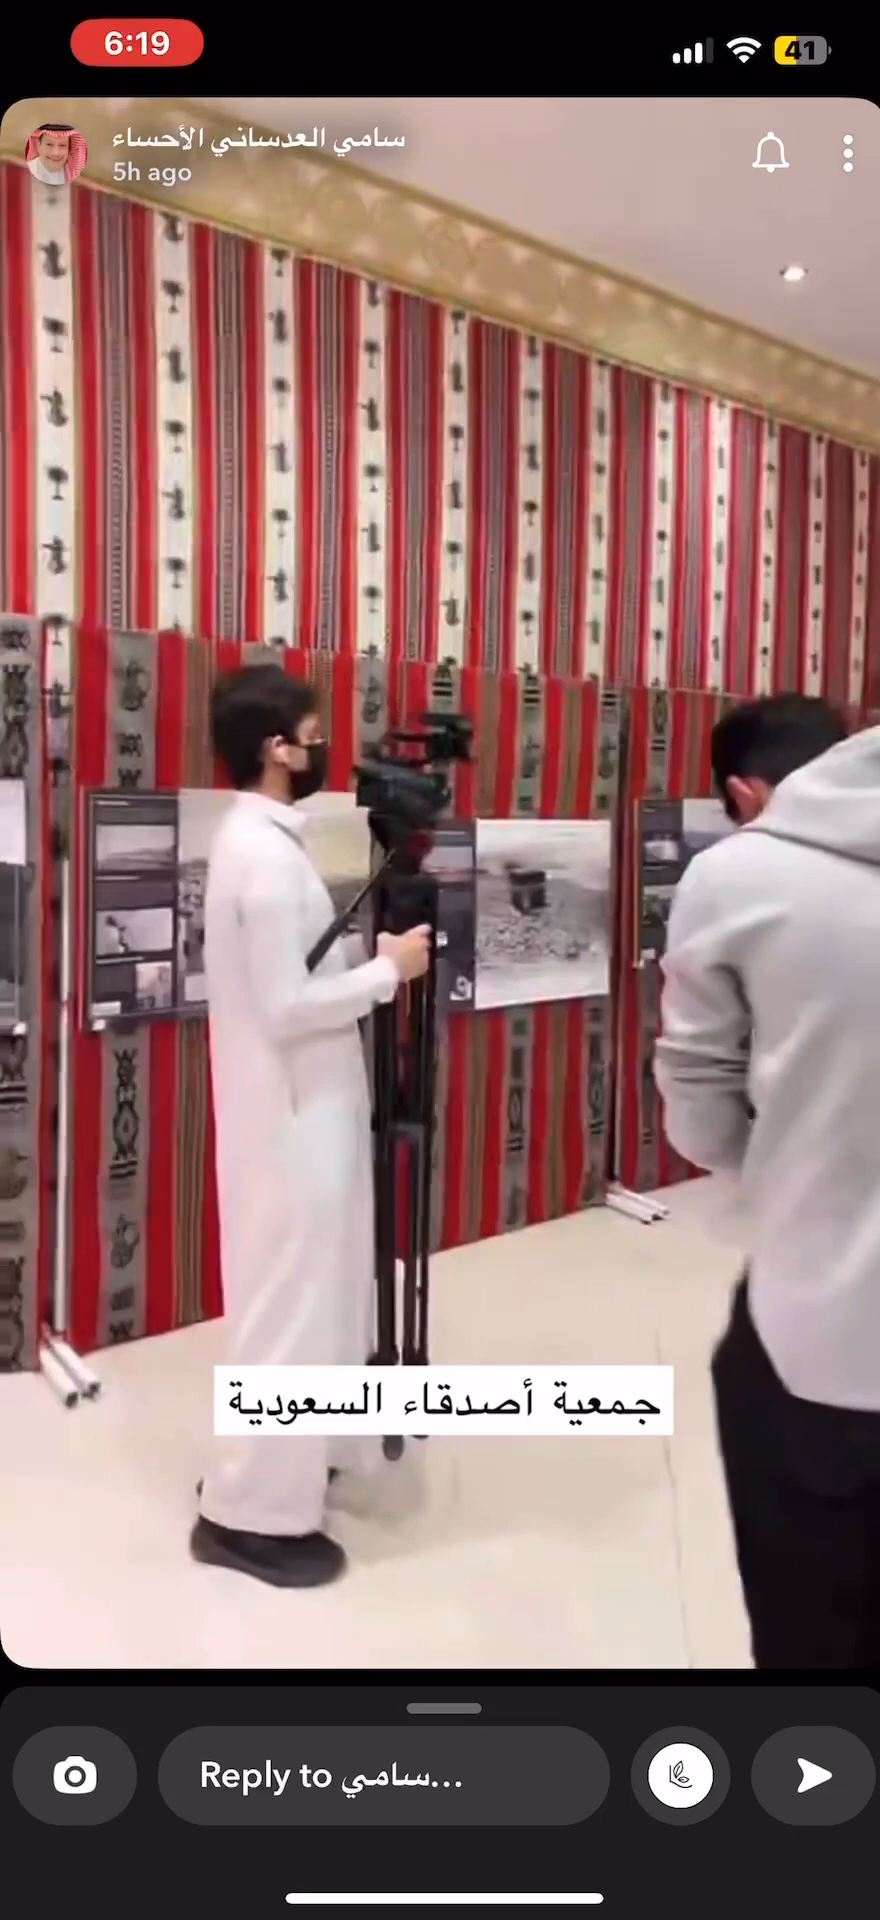 6:19
41
سامي العدساني الأحساء
5h ago
جمعية أصدقاء السعودية
Reply to سامي...